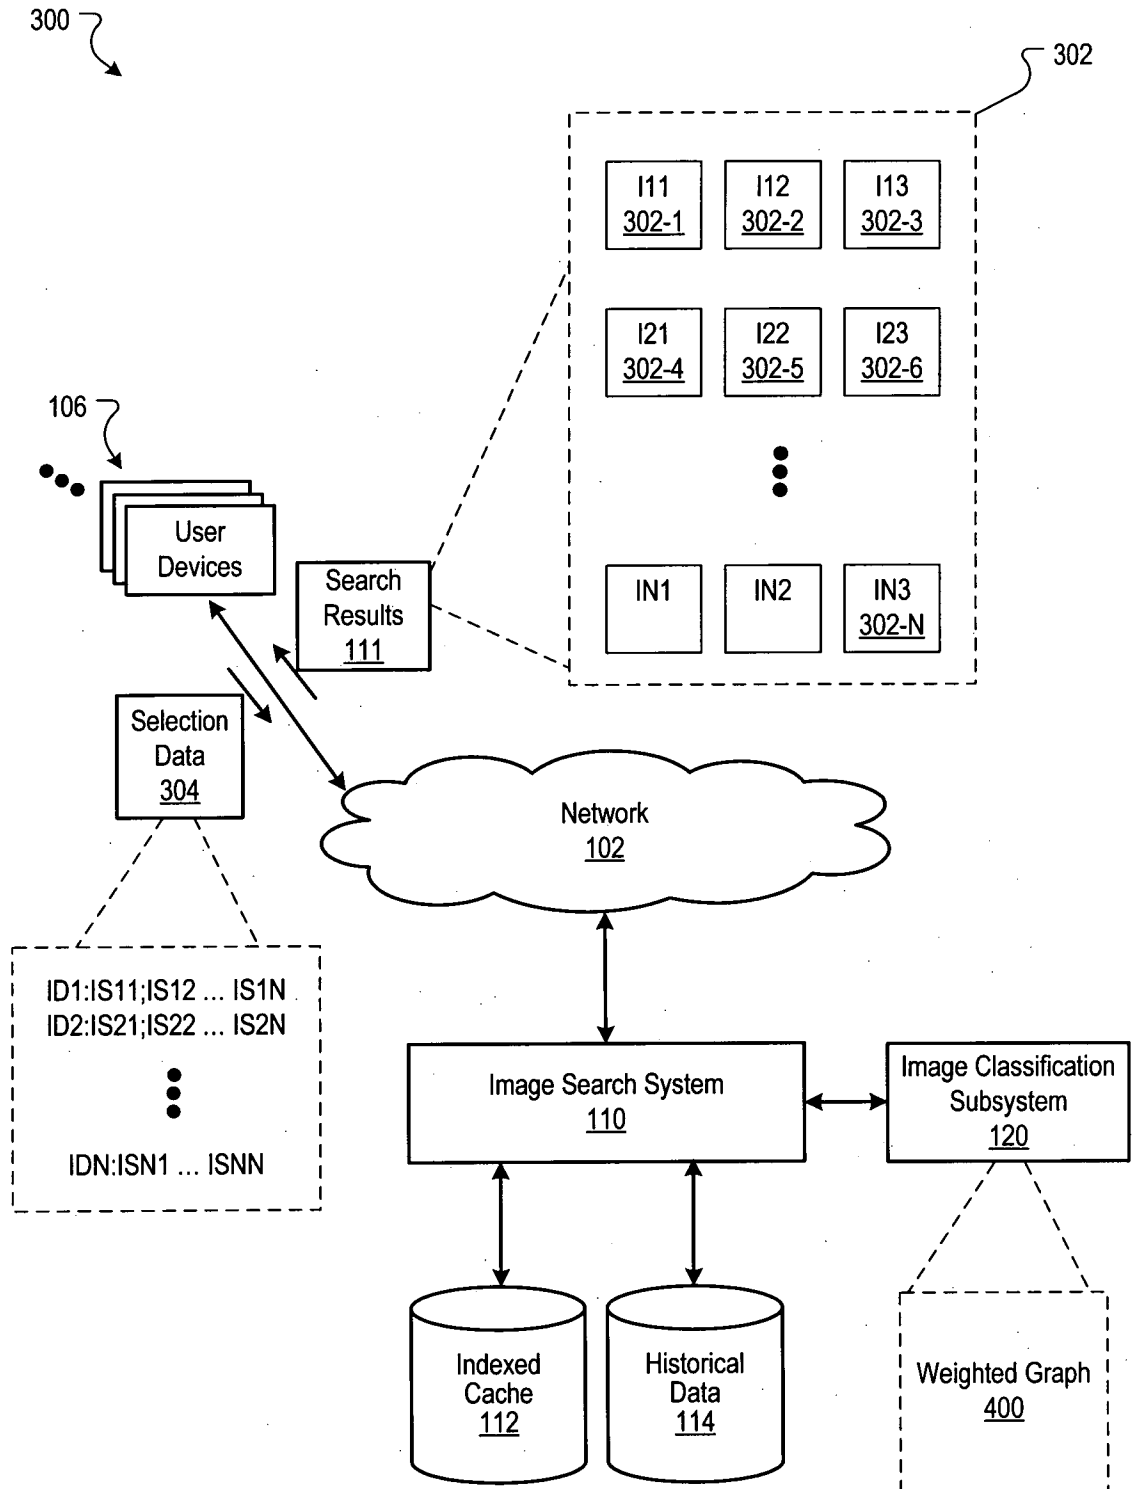 300
302
I11
302-1
I12
302-2
I13
302-3
I21
302-4
I22
302-5
I23
302-6
106
User
Devices
Search
Results
111
IN1
IN2
IN3
302-N
Selection
Data
304
Network
102
ID1:IS11;IS12 ... IS1N
ID2:IS21;IS22 ... IS2N
IDN:ISN1 ... ISNN
Image Search System
110
Image Classification
Subsystem
120
Indexed
Cache
112
Historical
Data
114
Weighted Graph
400